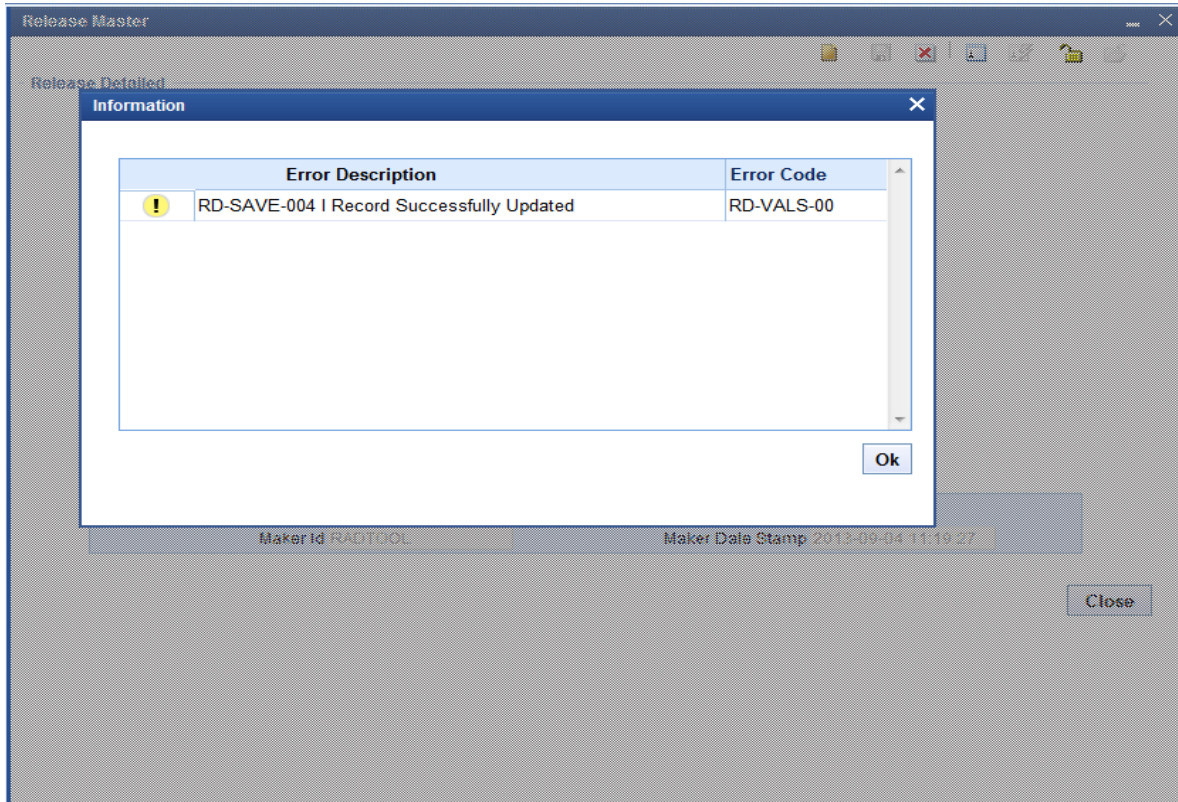 Release Master
Release Detailed
Information
Error Description Error Code
RD-SAVE-004 I Record Successfully Updated RD-VALS-00
Ok
Maker Id RADTOOL Maker Date Stamp 2013-09-04 11:19:27
Close